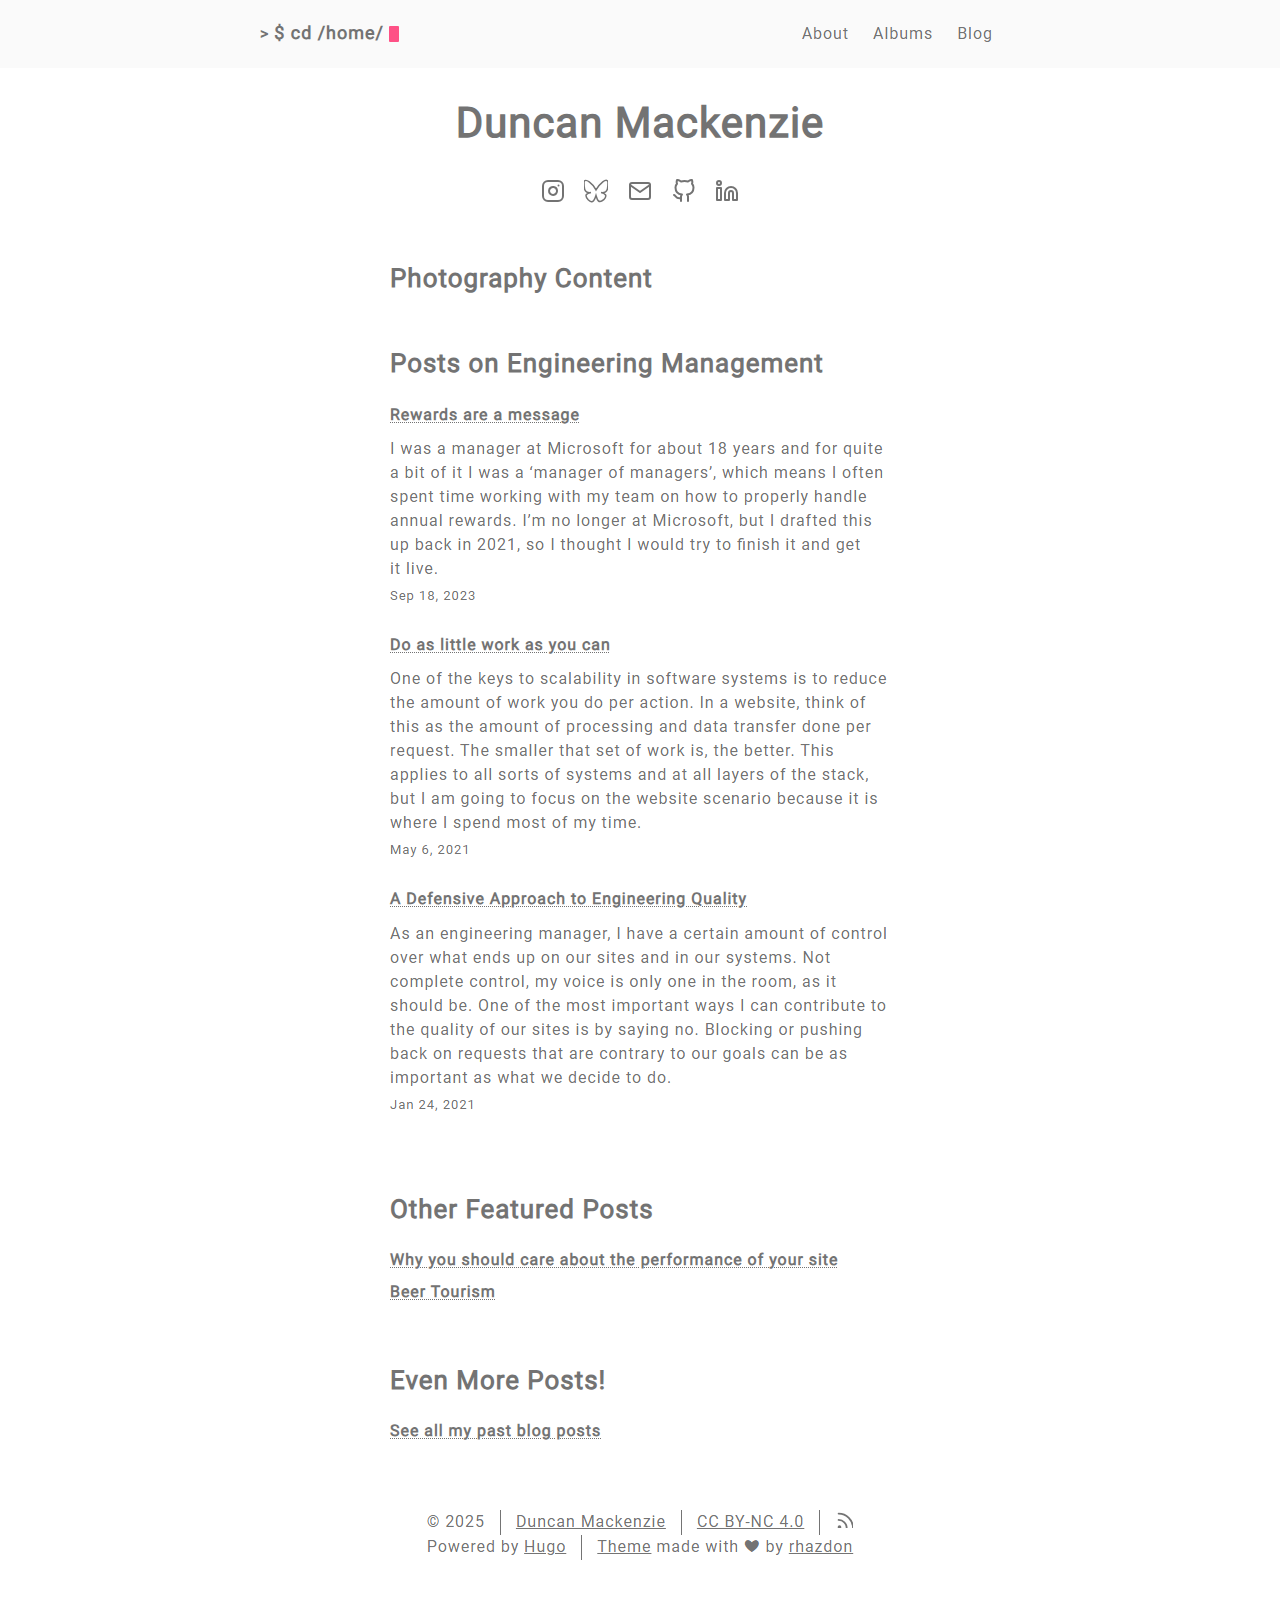 > $ cd /home/
About Albums Blog
Duncan Mackenzie
Photography Content
Posts on Engineering Management
Rewards are a message
I was a manager at Microsoft for about 18 years and for quite
a bit of it I was a ‘manager of managers’, which means I often
spent time working with my team on how to properly handle
annual rewards. I’m no longer at Microsoft, but I drafted this
up back in 2021, so I thought I would try to finish it and get
it live.
Sep 18, 2023
Do as little work as you can
One of the keys to scalability in software systems is to reduce
the amount of work you do per action. In a website, think of
this as the amount of processing and data transfer done per
request. The smaller that set of work is, the better. This
applies to all sorts of systems and at all layers of the stack,
but I am going to focus on the website scenario because it is
where I spend most of my time.
May 6, 2021
A Defensive Approach to Engineering Quality
As an engineering manager, I have a certain amount of control
over what ends up on our sites and in our systems. Not
complete control, my voice is only one in the room, as it
should be. One of the most important ways I can contribute to
the quality of our sites is by saying no. Blocking or pushing
back on requests that are contrary to our goals can be as
important as what we decide to do.
Jan 24, 2021
Other Featured Posts
Why you should care about the performance of your site
Beer Tourism
Even More Posts!
See all my past blog posts
© 2025 Duncan Mackenzie CC BY-NC 4.0
Powered by Hugo Theme made with ♥ by rhazdon